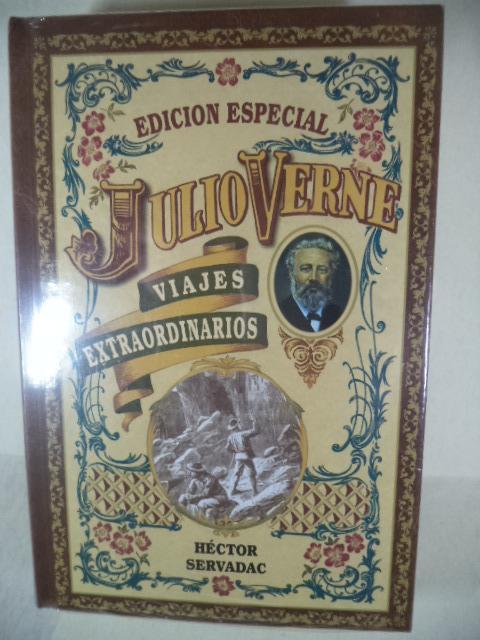 EDICION ESPECIAL
JULIO VERNE
VIAJES
EXTRAORDINARIOS
HÉCTOR
SERVADAC